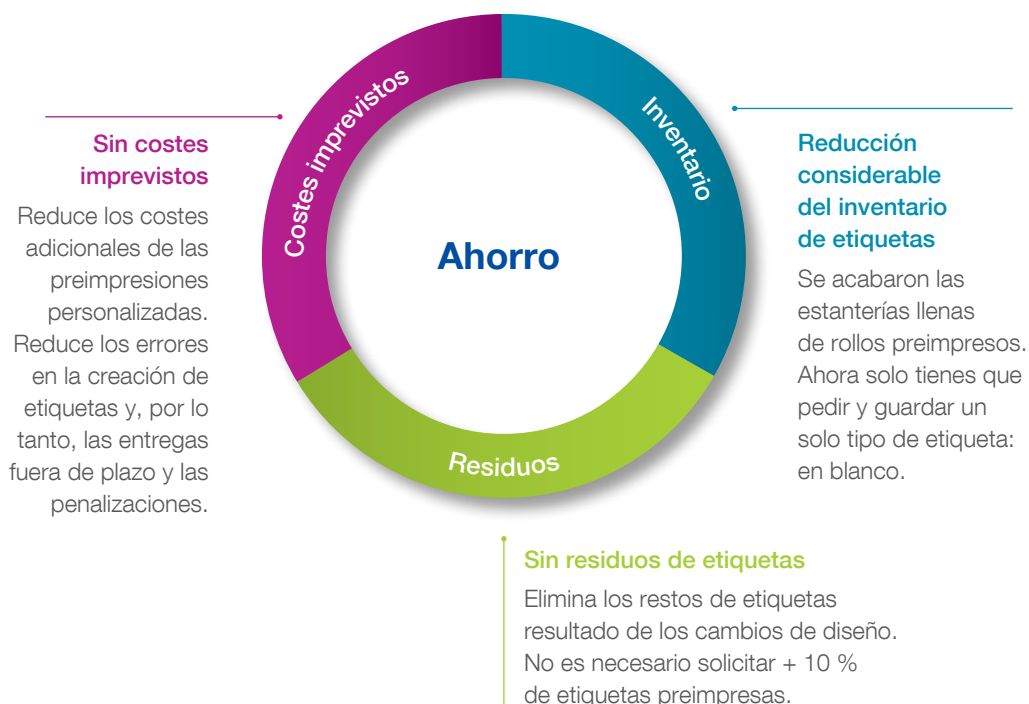 Costes imprevistos
Inventario
Residuos
Ahorro
Sin costes
imprevistos
Reduce los costes
adicionales de las
preimpresiones
personalizadas.
Reduce los errores
en la creación de
etiquetas y, por lo
tanto, las entregas
fuera de plazo y las
penalizaciones.
Reducción
considerable
del inventario
de etiquetas
Se acabaron las
estanterías llenas
de rollos preimpresos.
Ahora solo tienes que
pedir y guardar un
solo tipo de etiqueta:
en blanco.
Sin residuos de etiquetas
Elimina los restos de etiquetas
resultado de los cambios de diseño.
No es necesario solicitar + 10 %
de etiquetas preimpresas.